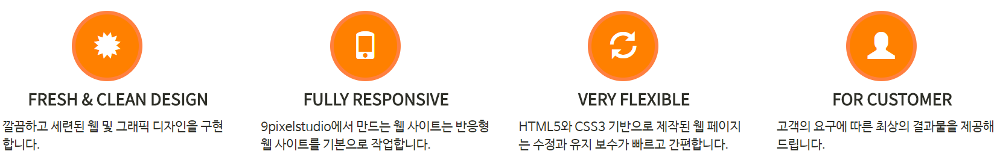 FRESH & CLEAN DESIGN
깔끔하고 세련된 웹 및 그래픽 디자인을 구현
합니다.
FULLY RESPONSIVE
9pixelstudio에서 만드는 웹 사이트는 반응형
웹 사이트를 기본으로 작업합니다.
VERY FLEXIBLE
HTML5와 CSS3 기반으로 제작된 웹 페이지
는 수정과 유지 보수가 빠르고 간편합니다.
FOR CUSTOMER
고객의 요구에 따른 최상의 결과물을 제공해
드립니다.